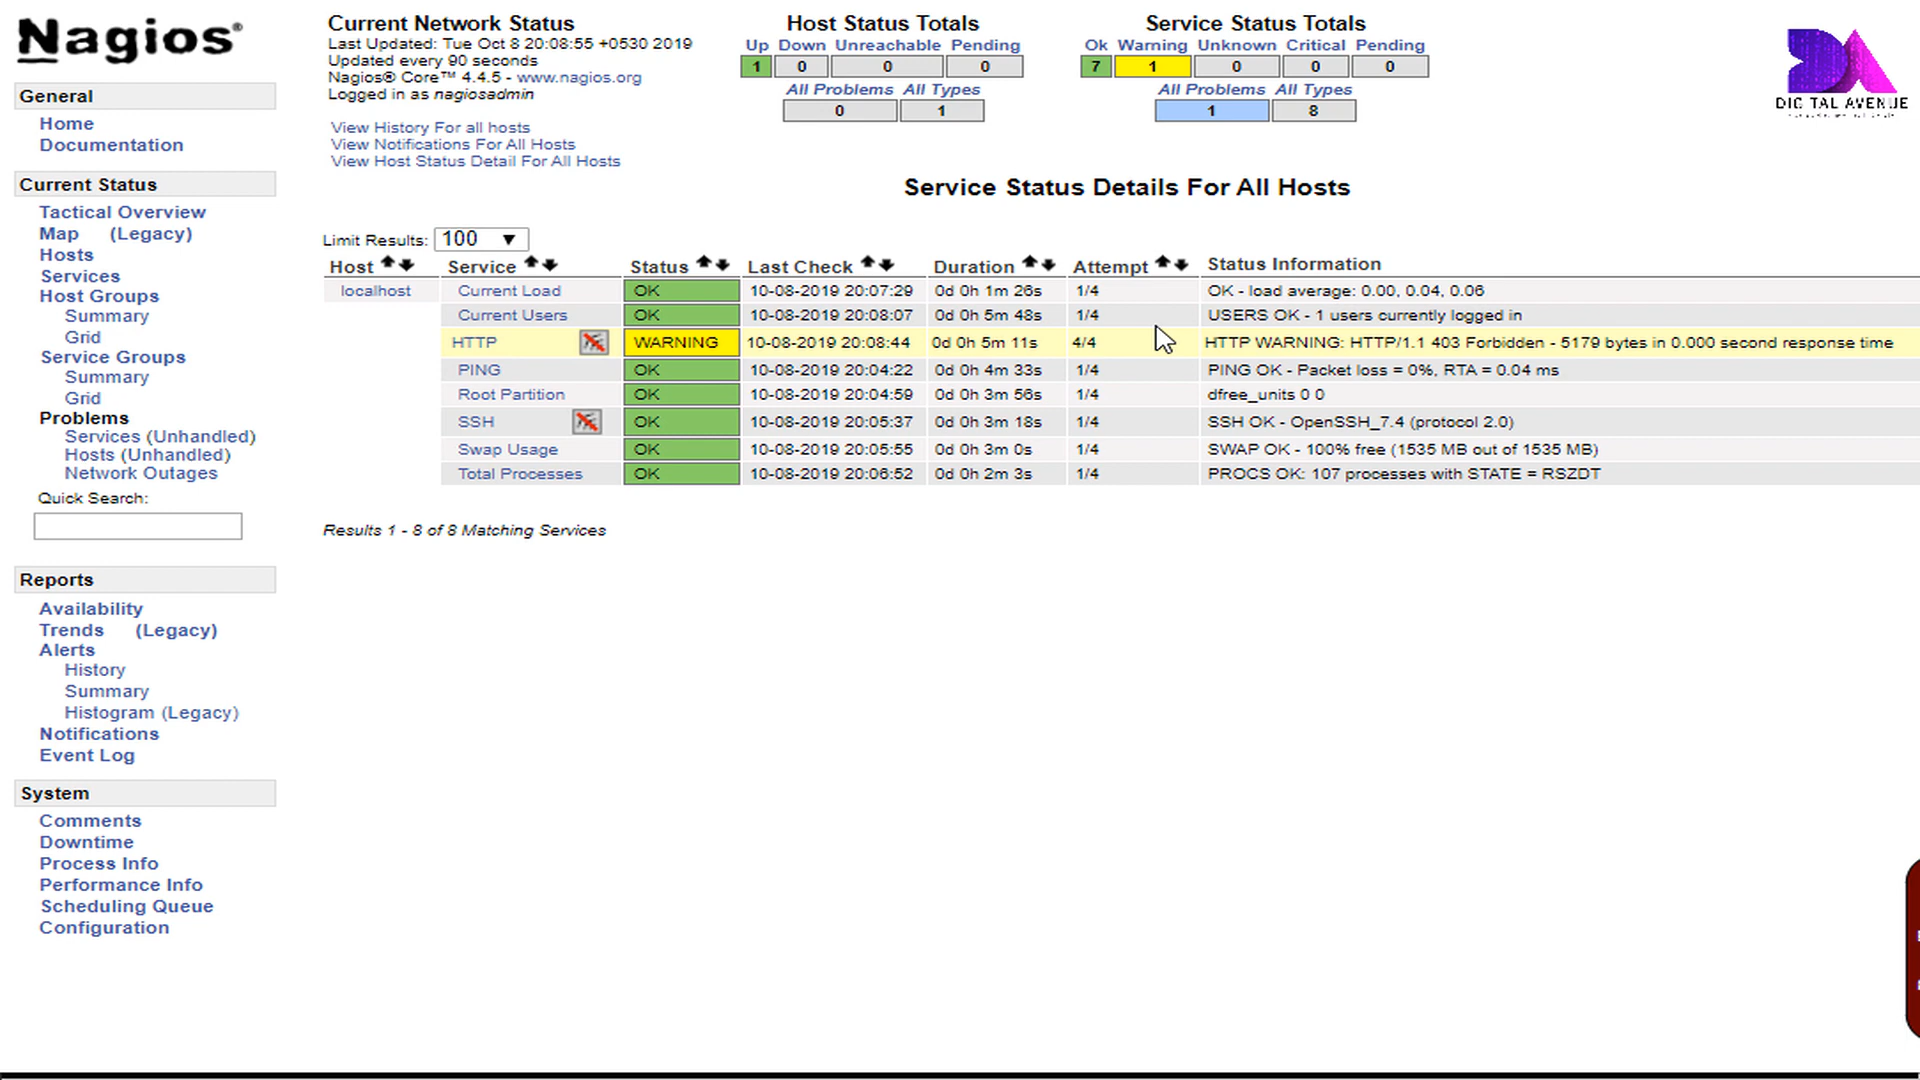 Nagios®
General
Home
Documentation
Current Status
Tactical Overview
Map (Legacy)
Hosts
Services
Host Groups
Summary
Grid
Service Groups
Summary
Grid
Problems
Services (Unhandled)
Hosts (Unhandled)
Network Outages
Quick Search:
Reports
Availability
Trends (Legacy)
Alerts
History
Summary
Histogram (Legacy)
Notifications
Event Log
System
Comments
Downtime
Process Info
Performance Info
Scheduling Queue
Configuration
Current Network Status
Last Updated: Tue Oct 8 20:08:55 +0530 2019
Updated every 90 seconds
Nagios® Core™ 4.4.5 - www.nagios.org
Logged in as nagiosadmin
View History For all hosts
View Notifications For All Hosts
View Host Status Detail For All Hosts
Host Status Totals
Up Down Unreachable Pending
1 0 0 0
All Problems All Types
0 1
Service Status Totals
Ok Warning Unknown Critical Pending
7 1 0 0 0
All Problems All Types
1 8
DIGITAL AVENUE
Service Status Details For All Hosts
Limit Results: 100
Host Service Status Last Check Duration Attempt Status Information
localhost Current Load OK 10-08-2019 20:07:29 0d 0h 1m 26s 1/4 OK - load average: 0.00, 0.04, 0.06
Current Users OK 10-08-2019 20:08:07 0d 0h 5m 48s 1/4 USERS OK - 1 users currently logged in
HTTP WARNING 10-08-2019 20:08:44 0d 0h 5m 11s 4/4 HTTP WARNING: HTTP/1.1 403 Forbidden - 5179 bytes in 0.000 second response time
PING OK 10-08-2019 20:04:22 0d 0h 4m 33s 1/4 PING OK - Packet loss = 0%, RTA = 0.04 ms
Root Partition OK 10-08-2019 20:04:59 0d 0h 3m 56s 1/4 dfree_units 0 0
SSH OK 10-08-2019 20:05:37 0d 0h 3m 18s 1/4 SSH OK - OpenSSH_7.4 (protocol 2.0)
Swap Usage OK 10-08-2019 20:05:55 0d 0h 3m 0s 1/4 SWAP OK - 100% free (1535 MB out of 1535 MB)
Total Processes OK 10-08-2019 20:06:52 0d 0h 2m 3s 1/4 PROCS OK: 107 processes with STATE = RSZDT
Results 1 - 8 of 8 Matching Services